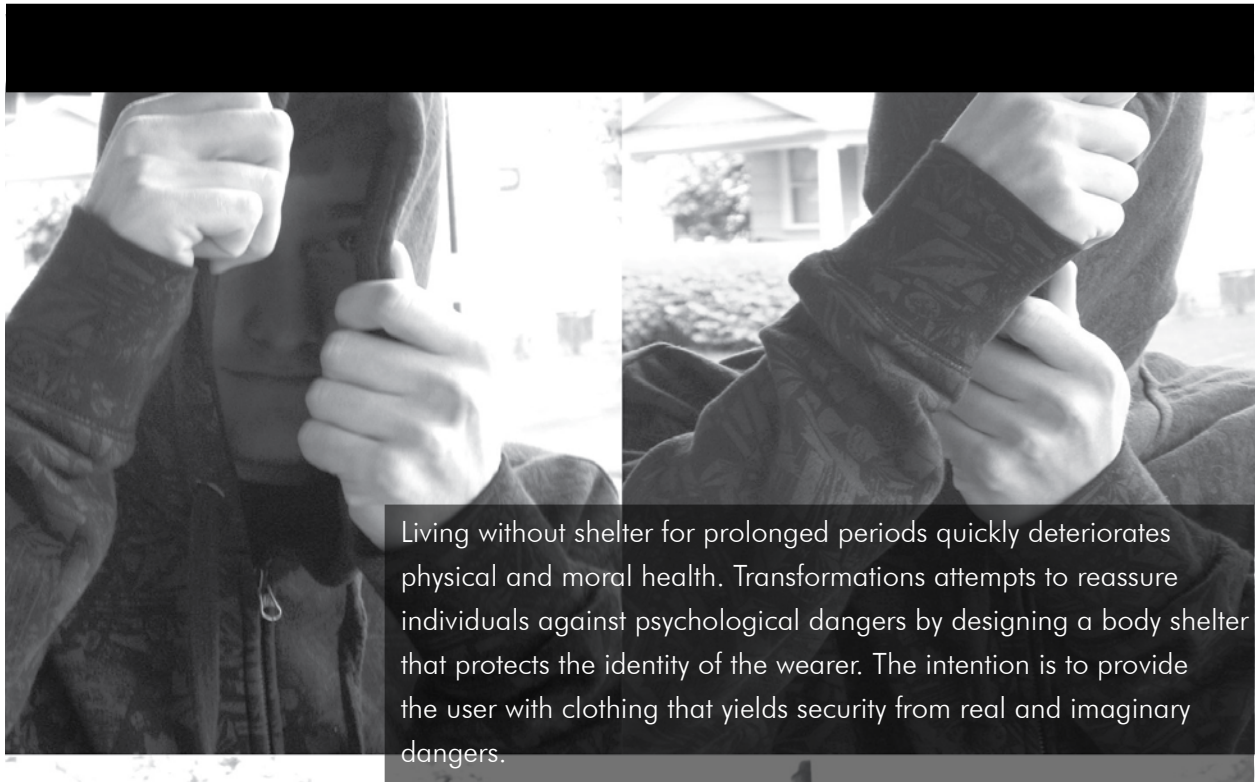 Living without shelter for prolonged periods quickly deteriorates
physical and moral health. Transformations attempts to reassure
individuals against psychological dangers by designing a body shelter
that protects the identity of the wearer. The intention is to provide
the user with clothing that yields security from real and imaginary
dangers.